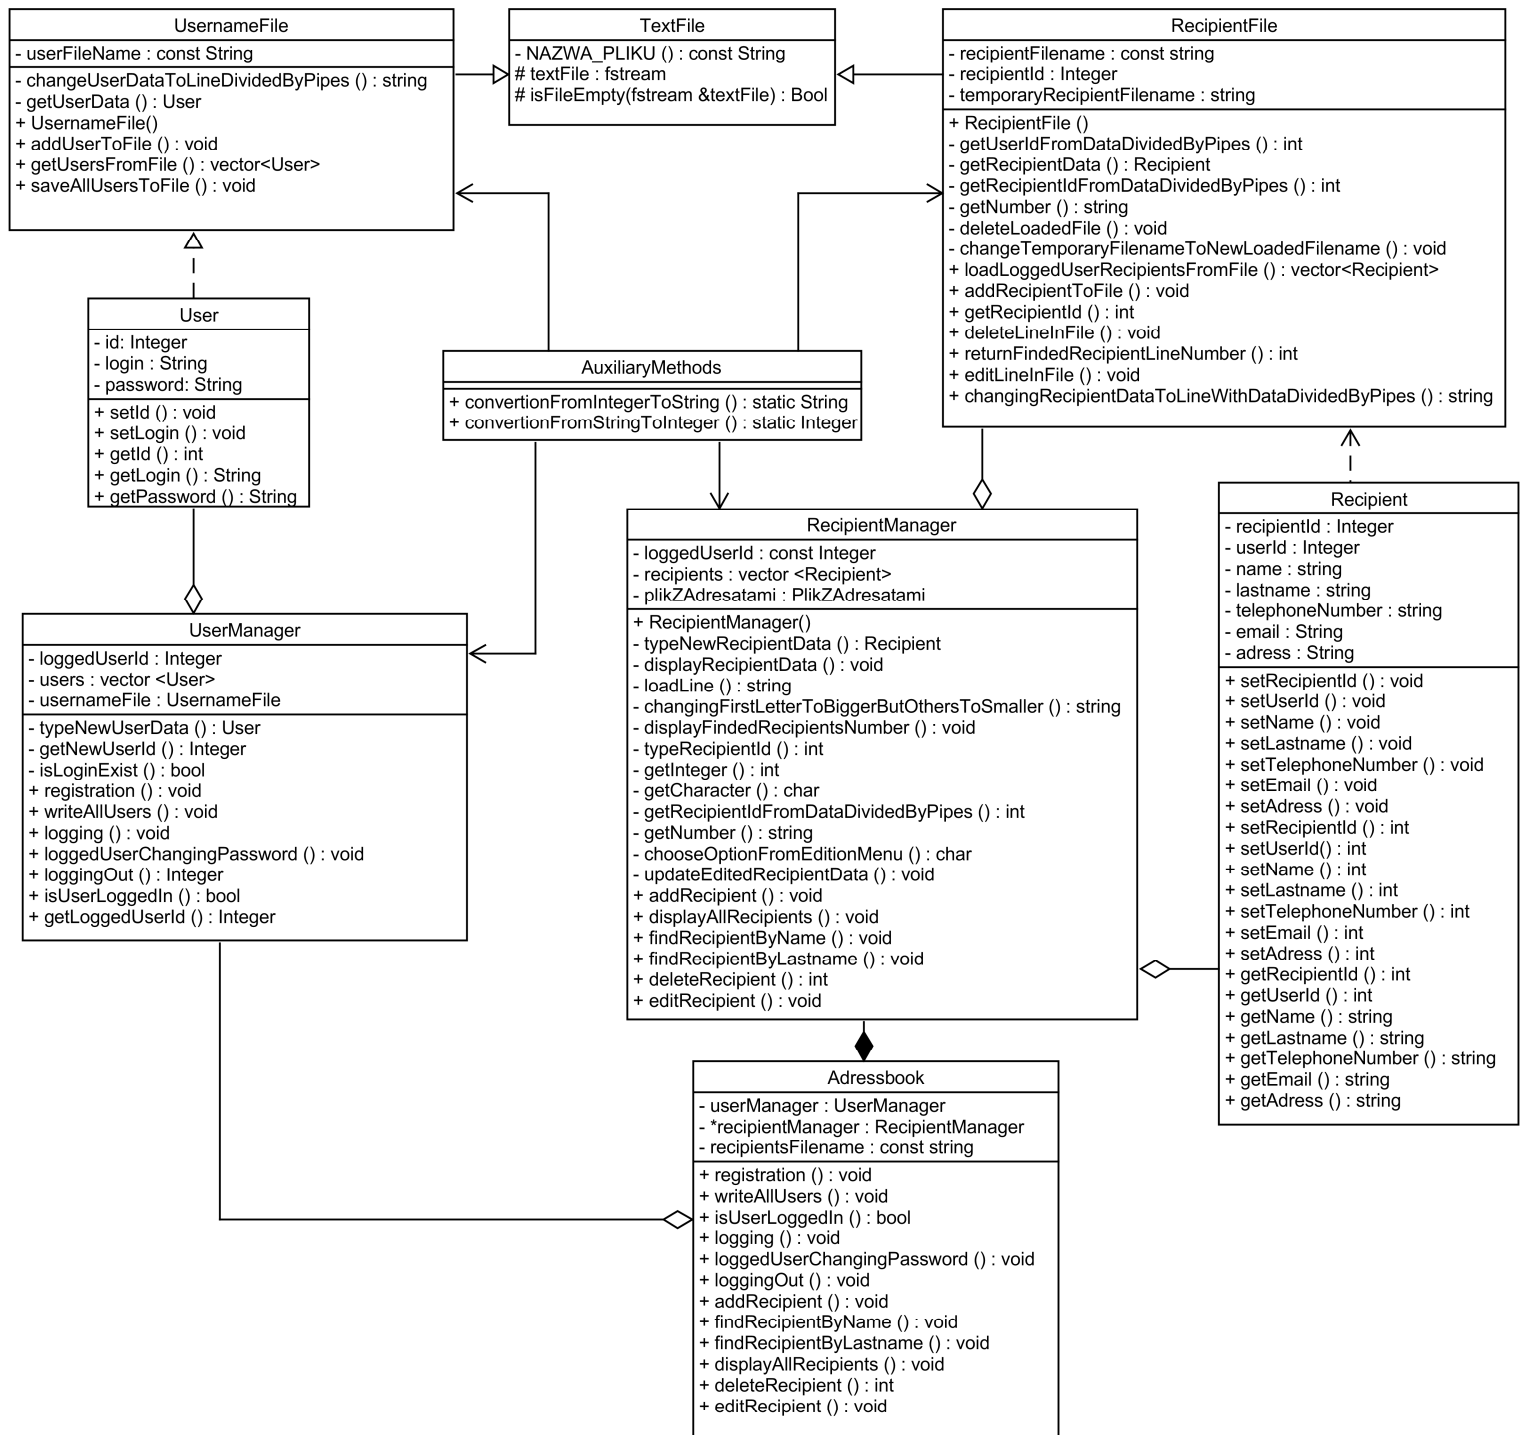 UsernameFile
- userFileName : const String
- changeUserDataToLineDividedByPipes () : string
- getUserData () : User
+ UsernameFile()
+ addUserToFile () : void
+ getUsersFromFile () : vector<User>
+ saveAllUsersToFile () : void
TextFile
- NAZWA_PLIKU () : const String
# textFile : fstream
# isFileEmpty(fstream &textFile) : Bool
RecipientFile
- recipientFilename : const string
- recipientId : Integer
- temporaryRecipientFilename : string
+ RecipientFile ()
- getUserIdFromDataDividedByPipes () : int
- getRecipientData () : Recipient
- getRecipientIdFromDataDividedByPipes () : int
- getNumber () : string
- deleteLoadedFile () : void
- changeTemporaryFilenameToNewLoadedFilename () : void
+ loadLoggedUserRecipientsFromFile () : vector<Recipient>
+ addRecipientToFile () : void
+ getRecipientId () : int
+ deleteLineInFile () : void
+ returnFindedRecipientLineNumber () : int
+ editLineInFile () : void
+ changingRecipientDataToLineWithDataDividedByPipes () : string
User
- id: Integer
- login : String
- password: String
+ setId () : void
+ setLogin () : void
+ getId () : int
+ getLogin () : String
+ getPassword () : String
AuxiliaryMethods
+ convertionFromIntegerToString () : static String
+ convertionFromStringToInteger () : static Integer
UserManager
- loggedUserId : Integer
- users : vector <User>
- usernameFile : UsernameFile
- typeNewUserData () : User
- getNewUserId () : Integer
- isLoginExist () : bool
+ registration () : void
+ writeAllUsers () : void
+ logging () : void
+ loggedUserChangingPassword () : void
+ loggingOut () : Integer
+ isUserLoggedIn () : bool
+ getLoggedUserId () : Integer
RecipientManager
- loggedUserId : const Integer
- recipients : vector <Recipient>
- plikZAdresatami : PlikZAdresatami
+ RecipientManager()
- typeNewRecipientData () : Recipient
- displayRecipientData () : void
- loadLine () : string
- changingFirstLetterToBiggerButOthersToSmaller () : string
- displayFindedRecipientsNumber () : void
- typeRecipientId () : int
- getInteger () : int
- getCharacter () : char
- getRecipientIdFromDataDividedByPipes () : int
- getNumber () : string
- chooseOptionFromEditionMenu () : char
- updateEditedRecipientData () : void
+ addRecipient () : void
+ displayAllRecipients () : void
+ findRecipientByName () : void
+ findRecipientByLastname () : void
+ deleteRecipient () : int
+ editRecipient () : void
Recipient
- recipientId : Integer
- userId : Integer
- name : string
- lastname : string
- telephoneNumber : string
- email : String
- adress : String
+ setRecipientId () : void
+ setUserId () : void
+ setName () : void
+ setLastname () : void
+ setTelephoneNumber () : void
+ setEmail () : void
+ setAdress () : void
+ setRecipientId () : int
+ setUserId() : int
+ setName () : int
+ setLastname () : int
+ setTelephoneNumber () : int
+ setEmail () : int
+ setAdress () : int
+ getRecipientId () : int
+ getUserId () : int
+ getName () : string
+ getLastname () : string
+ getTelephoneNumber () : string
+ getEmail () : string
+ getAdress () : string
Adressbook
- userManager : UserManager
- *recipientManager : RecipientManager
- recipientsFilename : const string
+ registration () : void
+ writeAllUsers () : void
+ isUserLoggedIn () : bool
+ logging () : void
+ loggedUserChangingPassword () : void
+ loggingOut () : void
+ addRecipient () : void
+ findRecipientByName () : void
+ findRecipientByLastname () : void
+ displayAllRecipients () : void
+ deleteRecipient () : int
+ editRecipient () : void